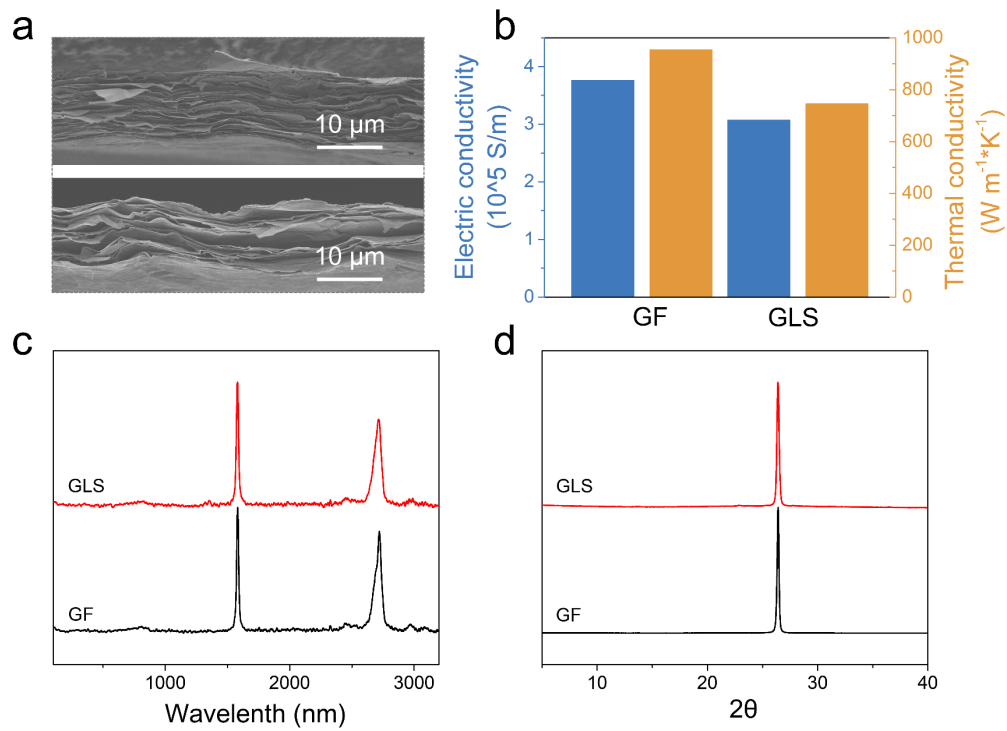 a
10 µm
10 µm
b
Electric conductivity
(10^5 S/m)
4
3
2
1
0
1000
800
600
400
200
0
Thermal conductivity
(W m⁻¹*K⁻¹)
GF
GLS
c
GLS
GF
1000
2000
3000
Wavelenth (nm)
d
GLS
GF
10
20
30
40
2θ